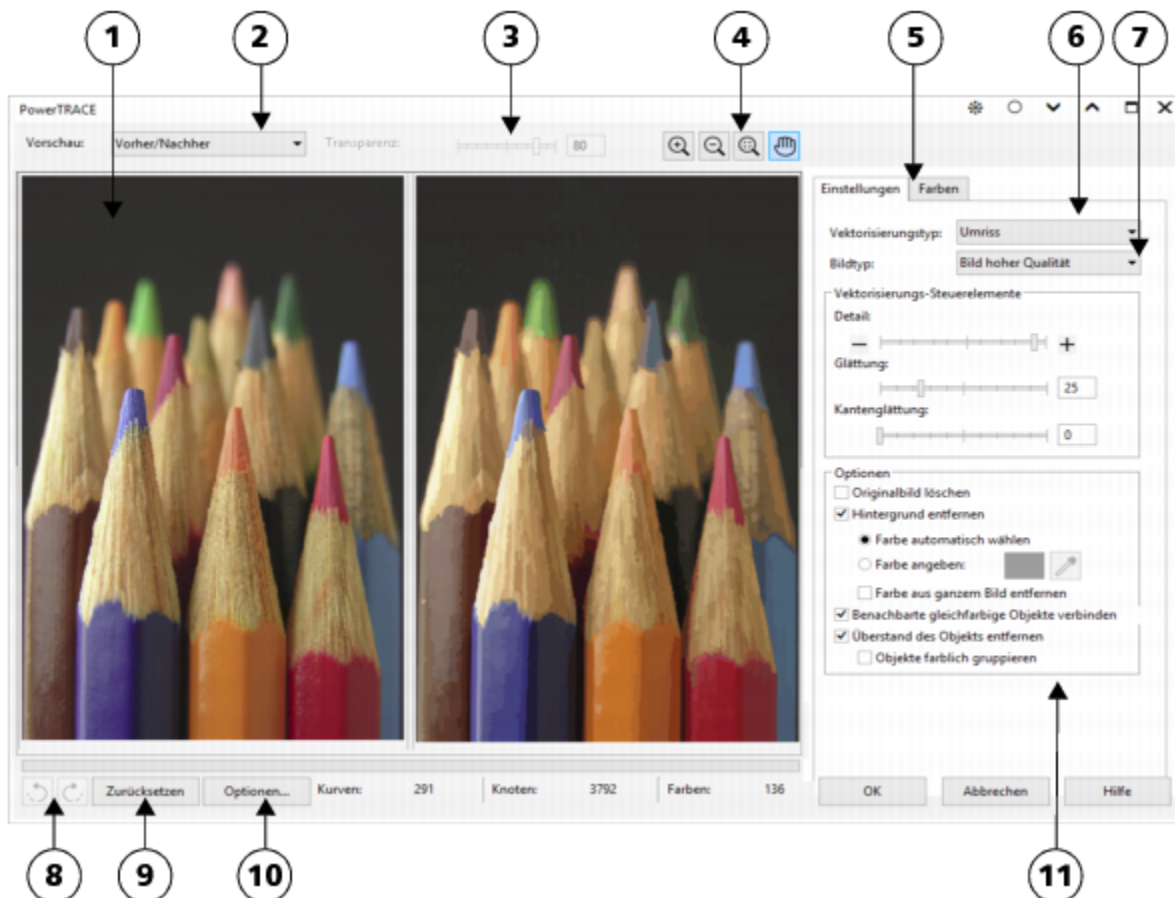 1 2 3 4 5 6 7
PowerTRACE
Vorschau: Vorher/Nachher Transparenz: 80
Einstellungen Farben
Vektorisierungstyp: Umriss
Bildtyp: Bild hoher Qualität
Vektorisierungs-Steuerelemente
Detail:
Glättung:
25
Kantenglättung:
0
Optionen
Originalbild löschen
Hintergrund entfernen
Farbe automatisch wählen
Farbe angeben:
Farbe aus ganzem Bild entfernen
Benachbarte gleichfarbige Objekte verbinden
Überstand des Objekts entfernen
Objekte farblich gruppieren
Zurücksetzen Optionen... Kurven: 291 Knoten: 3792 Farben: 136 OK Abbrechen Hilfe
8 9 10 11